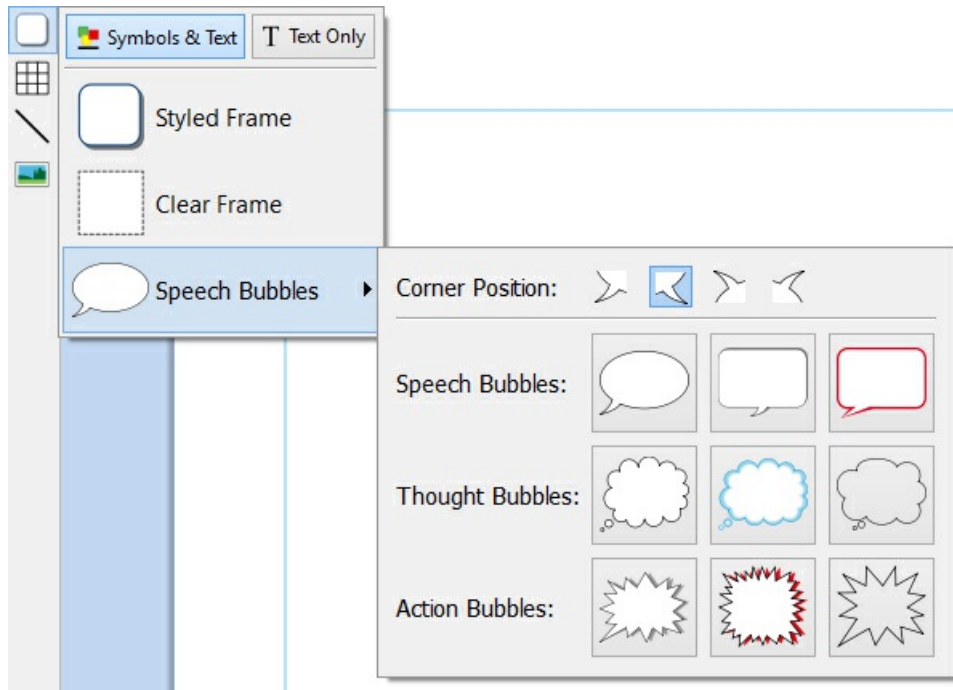 Symbols & Text
T Text Only
Styled Frame
Clear Frame
Speech Bubbles
Corner Position:
Speech Bubbles:
Thought Bubbles:
Action Bubbles: